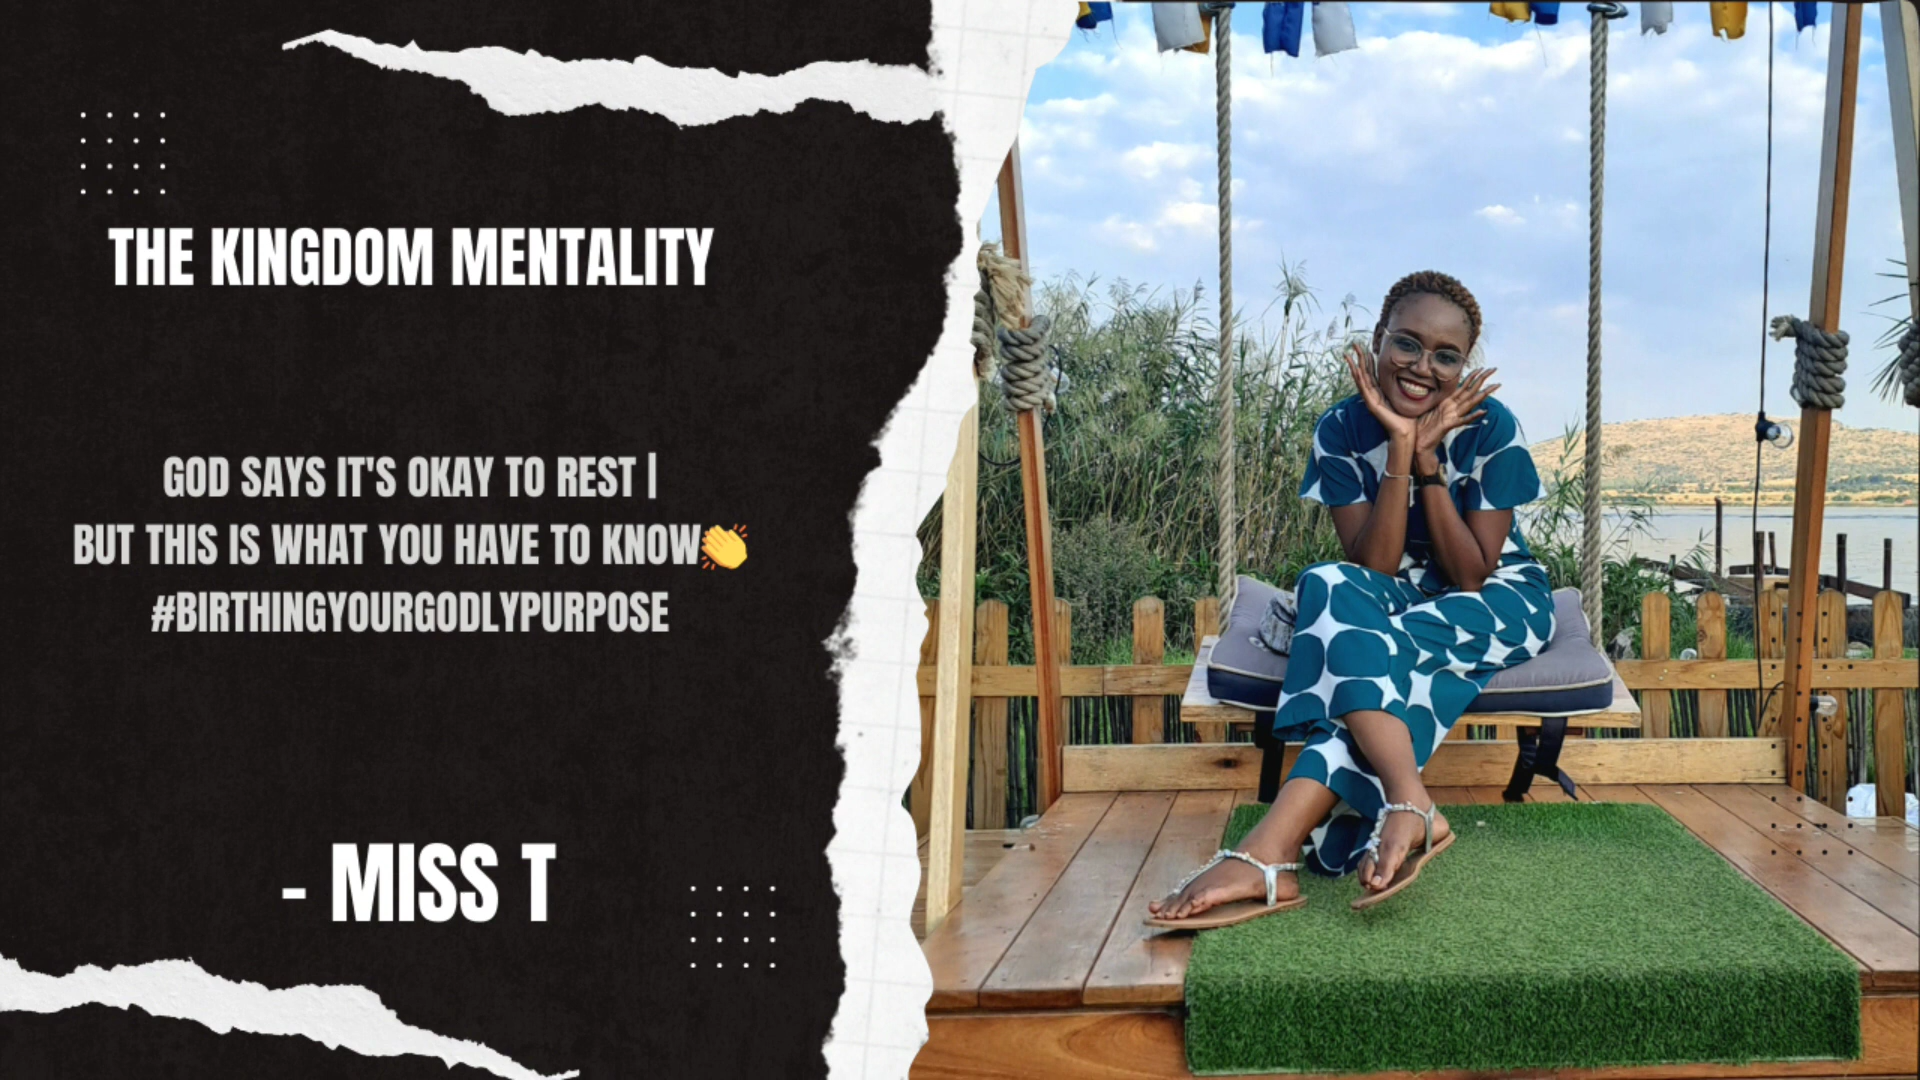 THE KINGDOM MENTALITY
GOD SAYS IT'S OKAY TO REST |
BUT THIS IS WHAT YOU HAVE TO KNOW👏
#BIRTHINGYOURGODLYPURPOSE
- MISS T